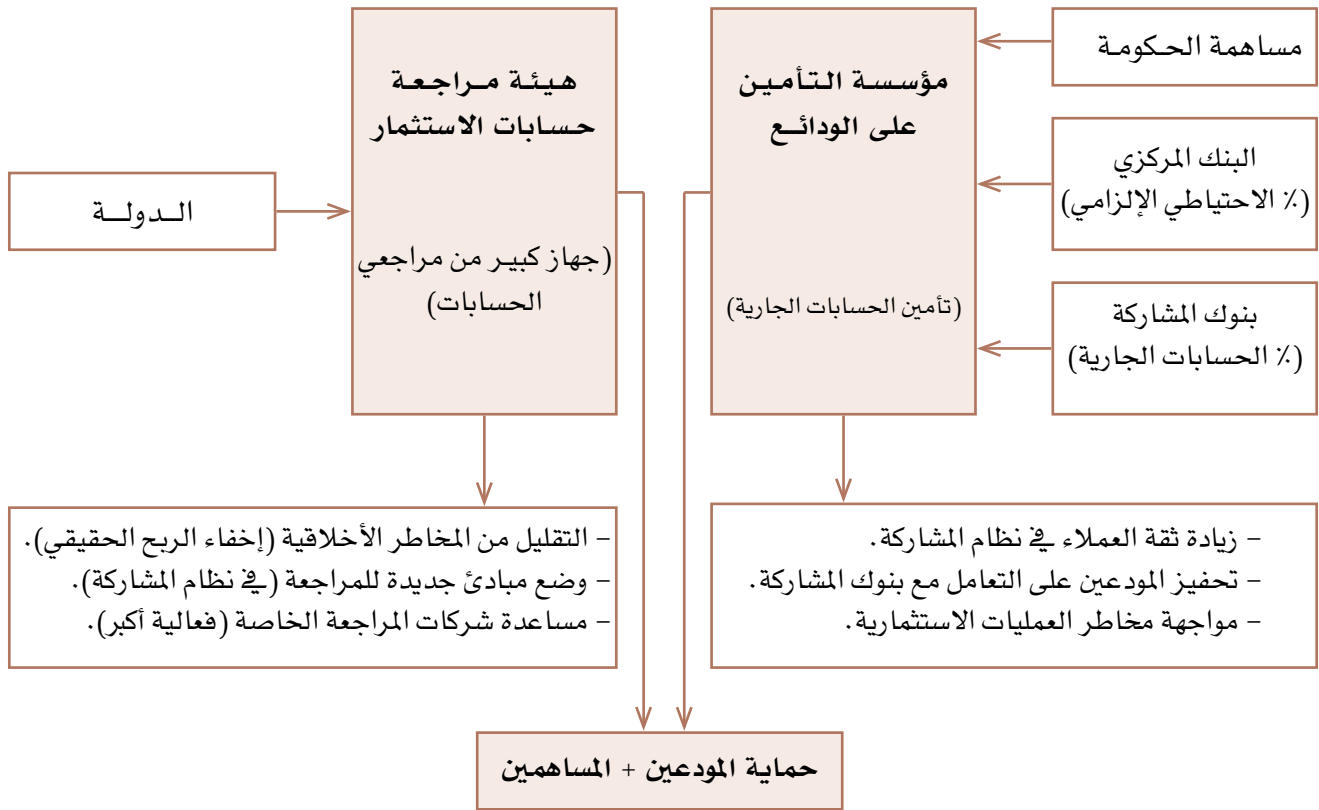 مساهمة الحكومة
البنك المركزي
(٪ الاحتياطي الإلزامي)
بنوك المشاركة
(٪ الحسابات الجارية)
مؤسسة التأمين
على الودائع
(تأمين الحسابات الجارية)
هيئة مراجعة
حسابات الاستثمار
(جهاز كبير من مراجعي
الحسابات)
الدولة
– زيادة ثقة العملاء في نظام المشاركة.
– تحفيز المودعين على التعامل مع بنوك المشاركة.
– مواجهة مخاطر العمليات الاستثمارية.
– التقليل من المخاطر الأخلاقية (إخفاء الربح الحقيقي).
– وضع مبادئ جديدة للمراجعة (في نظام المشاركة).
– مساعدة شركات المراجعة الخاصة (فعالية أكبر).
حماية المودعين + المساهمين